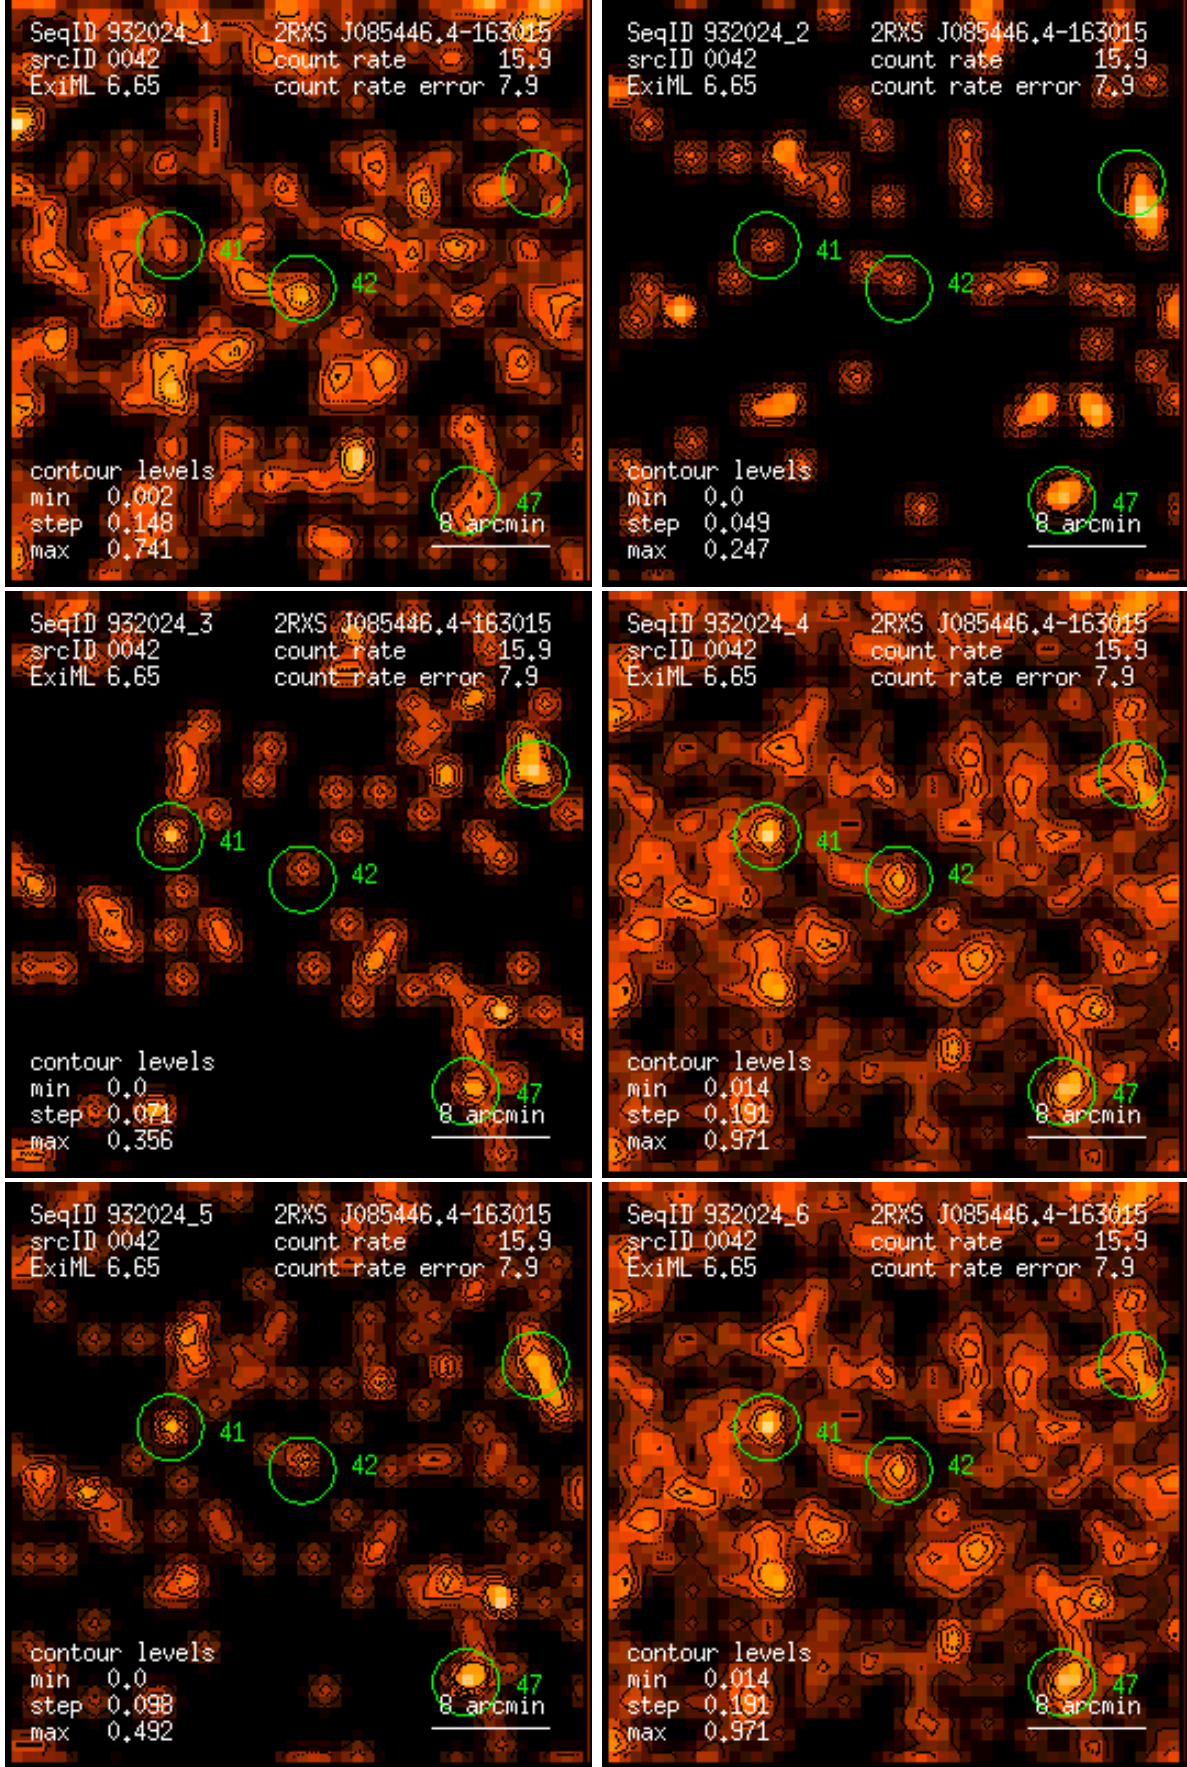 SeqID 932024_1 2RXS J085446.4-163015
srcID 0042 count rate 15.9
ExiML 6.65 count rate error 7.9
41
42
contour levels
min 0.002
step 0.148
max 0.741
47
8 arcmin
SeqID 932024_2 2RXS J085446.4-163015
srcID 0042 count rate 15.9
ExiML 6.65 count rate error 7.9
41
42
contour levels
min 0.0
step 0.049
max 0.247
47
8 arcmin
SeqID 932024_3 2RXS J085446.4-163015
srcID 0042 count rate 15.9
ExiML 6.65 count rate error 7.9
41
42
contour levels
min 0.0
step 0.071
max 0.356
47
8 arcmin
SeqID 932024_4 2RXS J085446.4-163015
srcID 0042 count rate 15.9
ExiML 6.65 count rate error 7.9
41
42
contour levels
min 0.014
step 0.191
max 0.971
47
8 arcmin
SeqID 932024_5 2RXS J085446.4-163015
srcID 0042 count rate 15.9
ExiML 6.65 count rate error 7.9
41
42
contour levels
min 0.0
step 0.098
max 0.492
47
8 arcmin
SeqID 932024_6 2RXS J085446.4-163015
srcID 0042 count rate 15.9
ExiML 6.65 count rate error 7.9
41
42
contour levels
min 0.014
step 0.191
max 0.971
47
8 arcmin